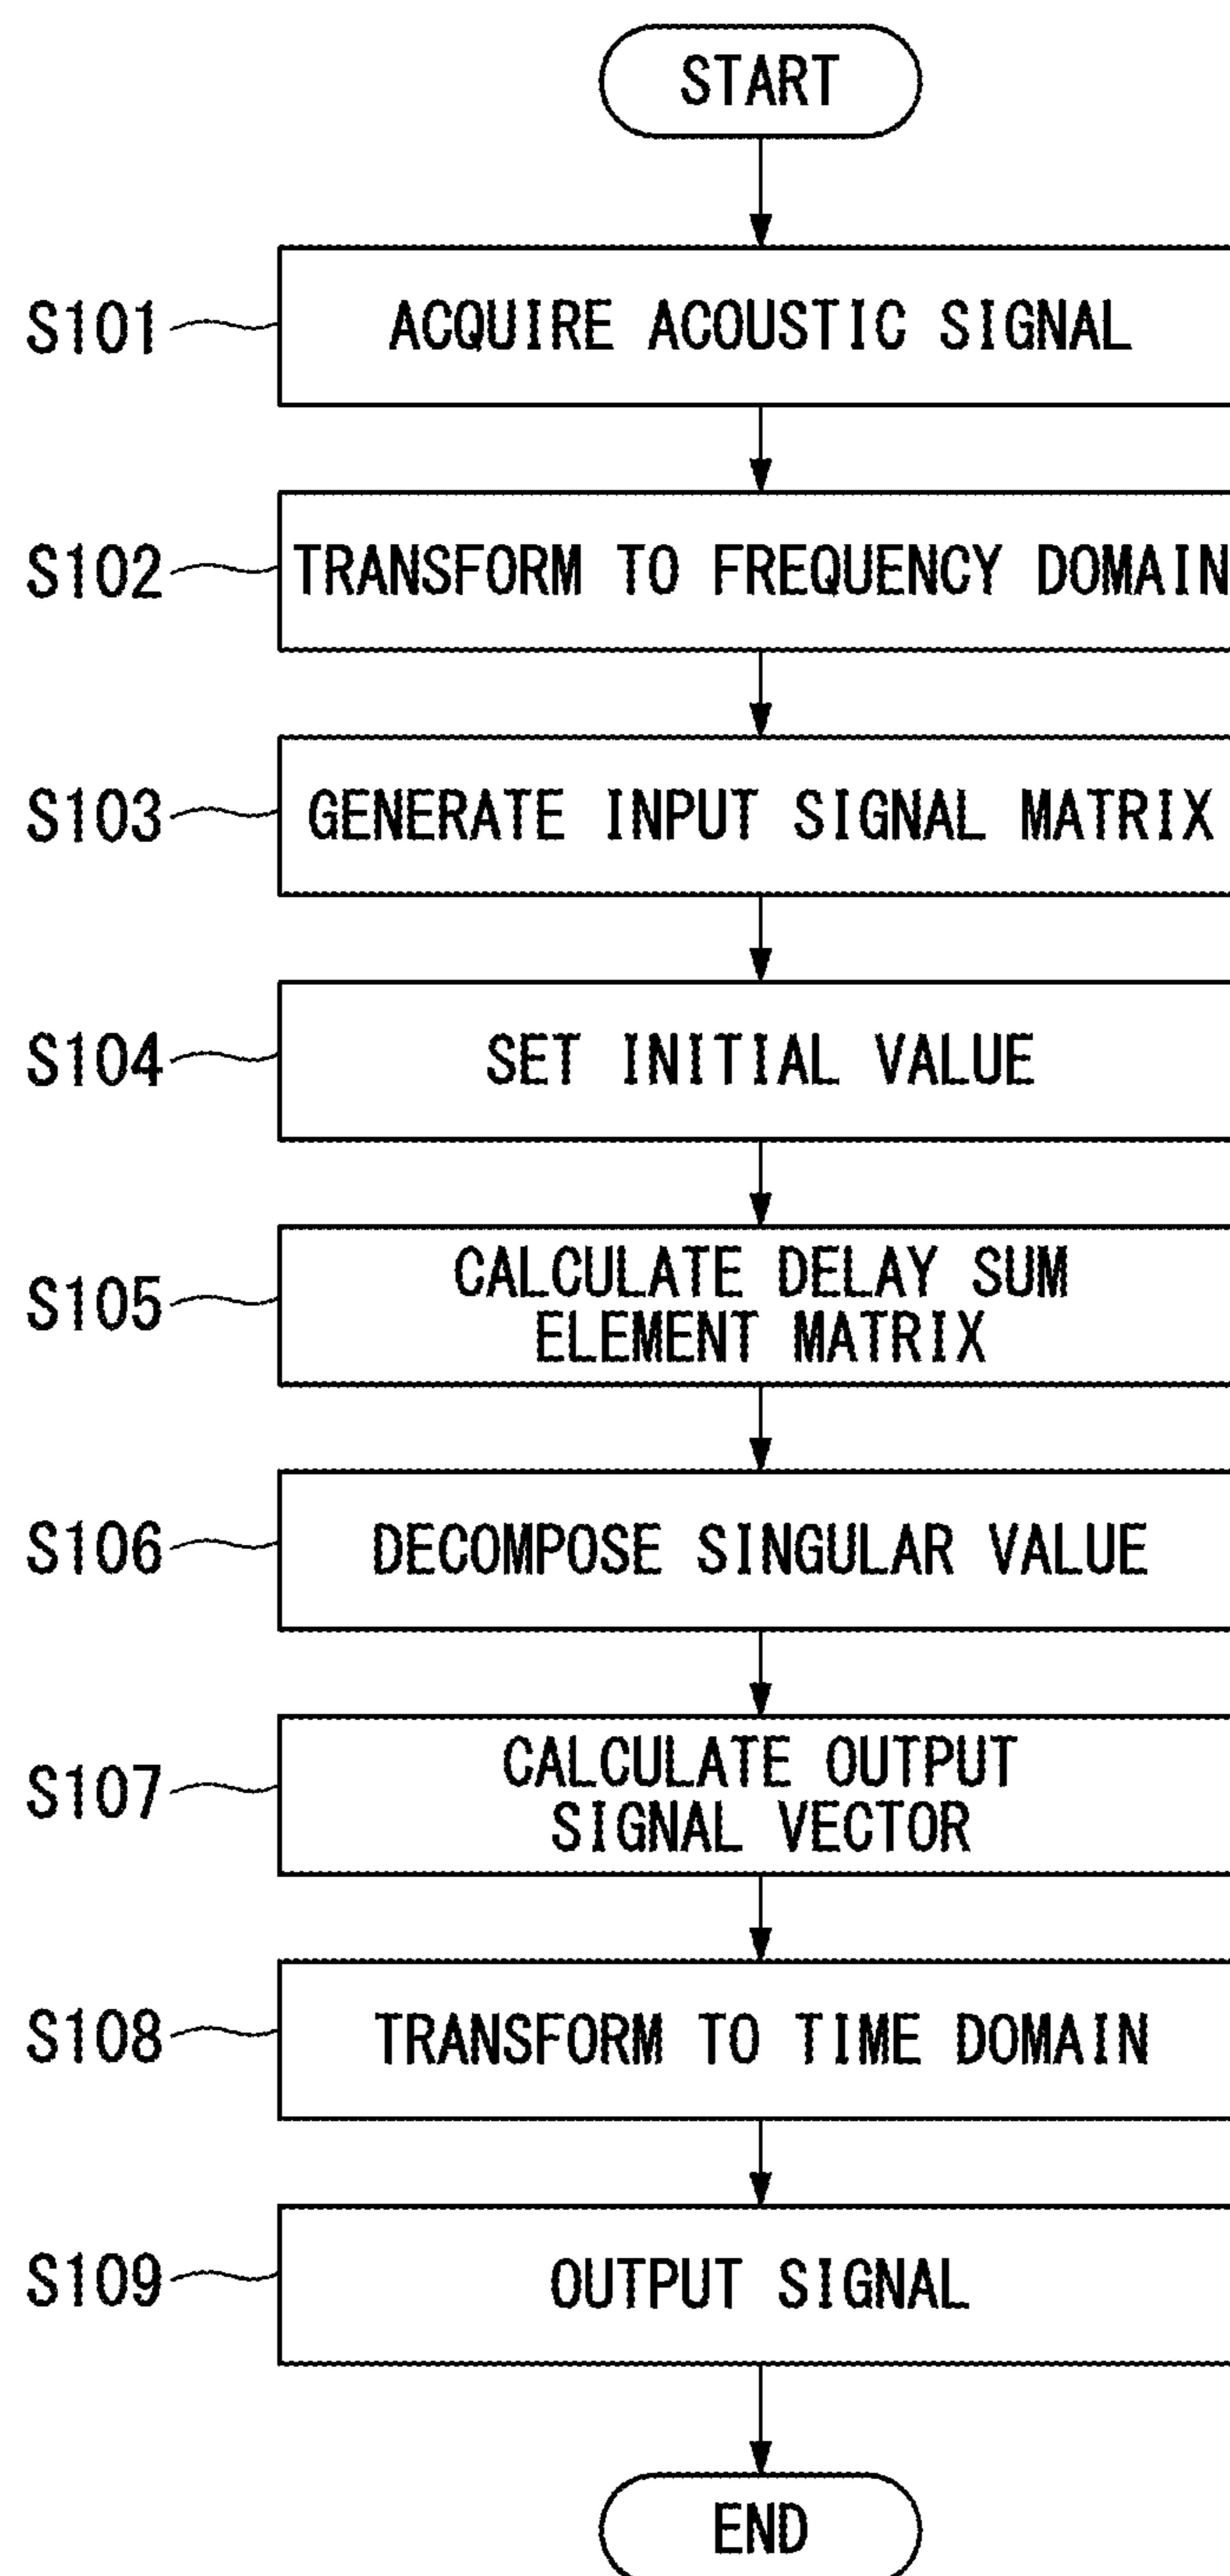 START
S101 ACQUIRE ACOUSTIC SIGNAL
S102 TRANSFORM TO FREQUENCY DOMAIN
S103 GENERATE INPUT SIGNAL MATRIX
S104 SET INITIAL VALUE
S105 CALCULATE DELAY SUM
ELEMENT MATRIX
S106 DECOMPOSE SINGULAR VALUE
S107 CALCULATE OUTPUT
SIGNAL VECTOR
S108 TRANSFORM TO TIME DOMAIN
S109 OUTPUT SIGNAL
END